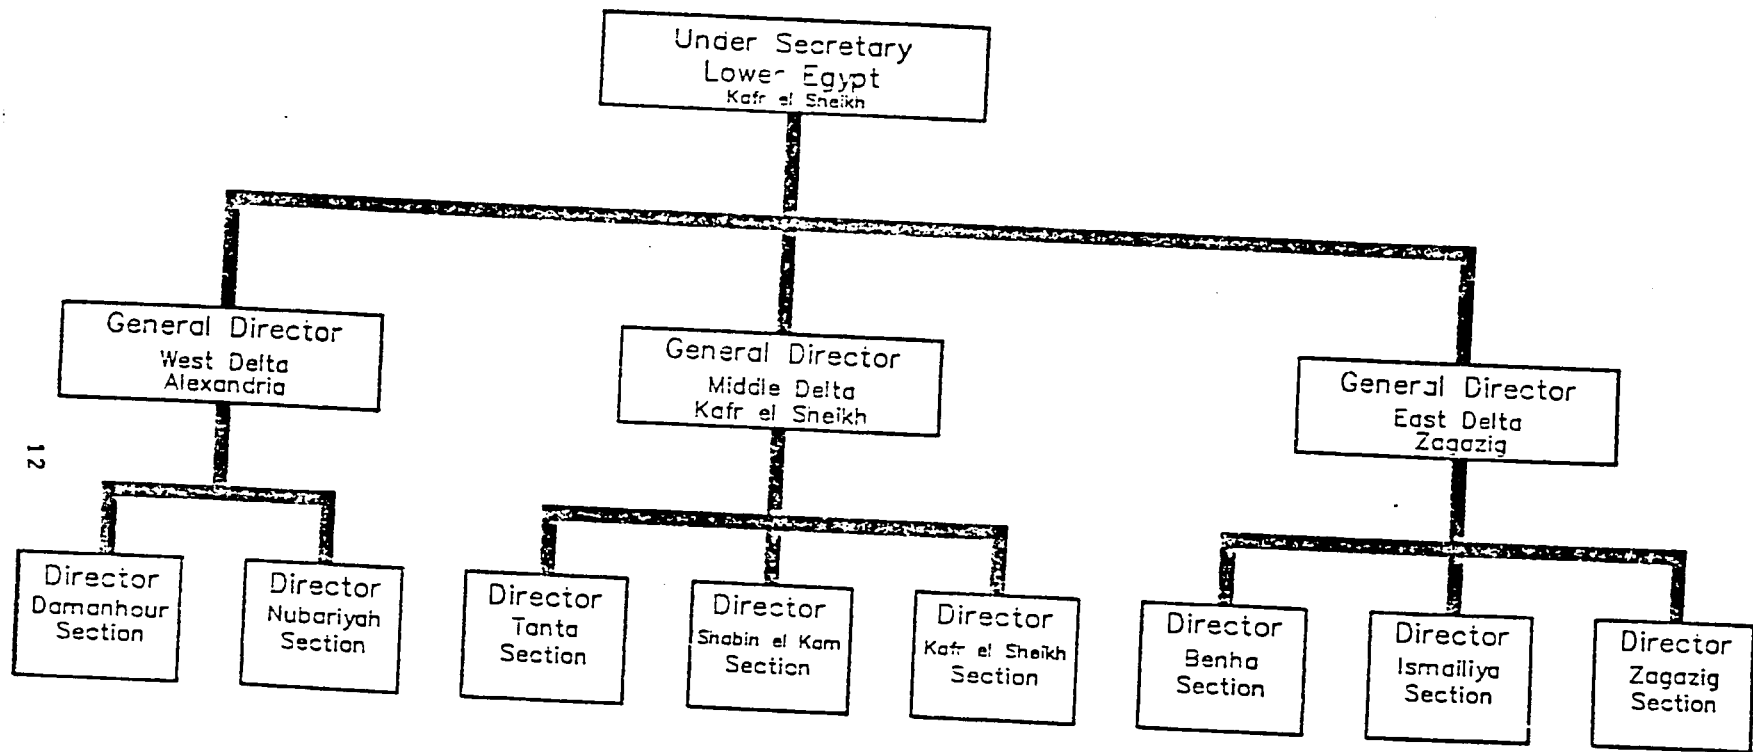 Under Secretary
Lower Egypt
Kafr el Sheikh
General Director
West Delta
Alexandria
General Director
Middle Delta
Kafr el Sheikh
General Director
East Delta
Zagazig
12
Director
Damanhour
Section
Director
Nubariyah
Section
Director
Tanta
Section
Director
Shabin el Kom
Section
Director
Kafr el Sheikh
Section
Director
Benha
Section
Director
Ismailiya
Section
Director
Zagazig
Section